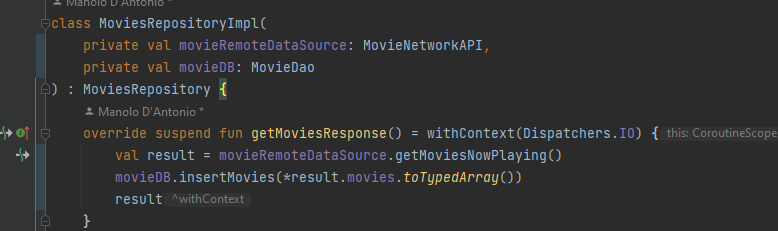 Manolo D'Antonio *
class MoviesRepositoryImpl(
private val movieRemoteDataSource: MovieNetworkAPI,
private val movieDB: MovieDao
) : MoviesRepository {
Manolo D'Antonio *
override suspend fun getMoviesResponse() = withContext(Dispatchers.IO) { this: CoroutineScope
val result = movieRemoteDataSource.getMoviesNowPlaying()
movieDB.insertMovies(*result.movies.toTypedArray())
result ^withContext
}